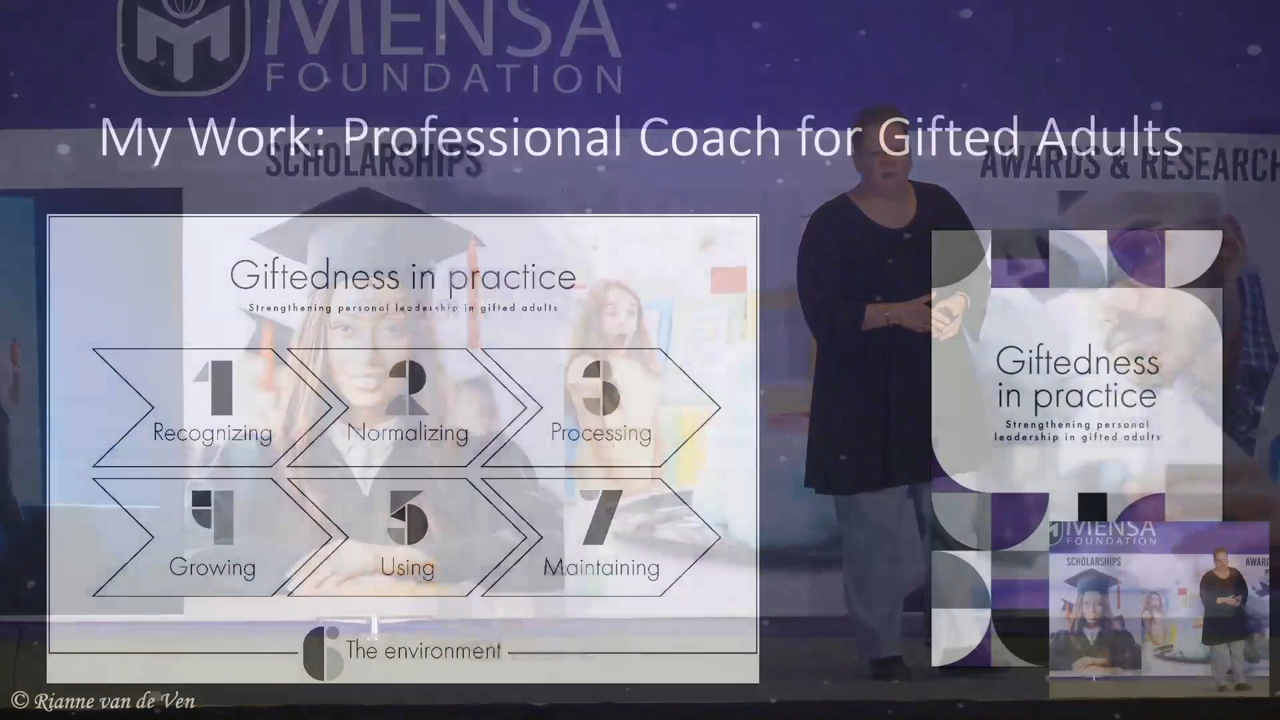 MENSA
FOUNDATION
My Work: Professional Coach for Gifted Adults
SCHOLARSHIPS
AWARDS & RESEARCH
Giftedness in practice
Strengthening personal leadership in gifted adults
1
Recognizing
2
Normalizing
3
Processing
4
Growing
5
Using
7
Maintaining
6
The environment
Giftedness
in practice
Strengthening personal
leadership in gifted adults
MENSA
FOUNDATION
SCHOLARSHIPS
© Rianne van de Ven